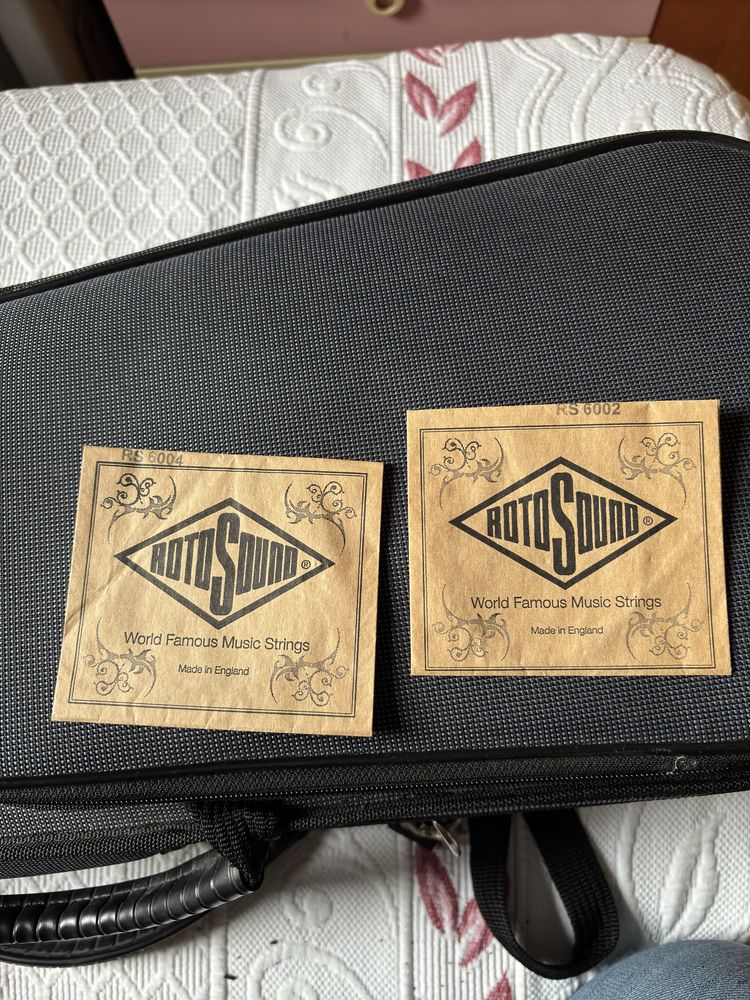 RS 6004
ROTOSOUND®
World Famous Music Strings
Made in England
RS 6002
ROTOSOUND®
World Famous Music Strings
Made in England